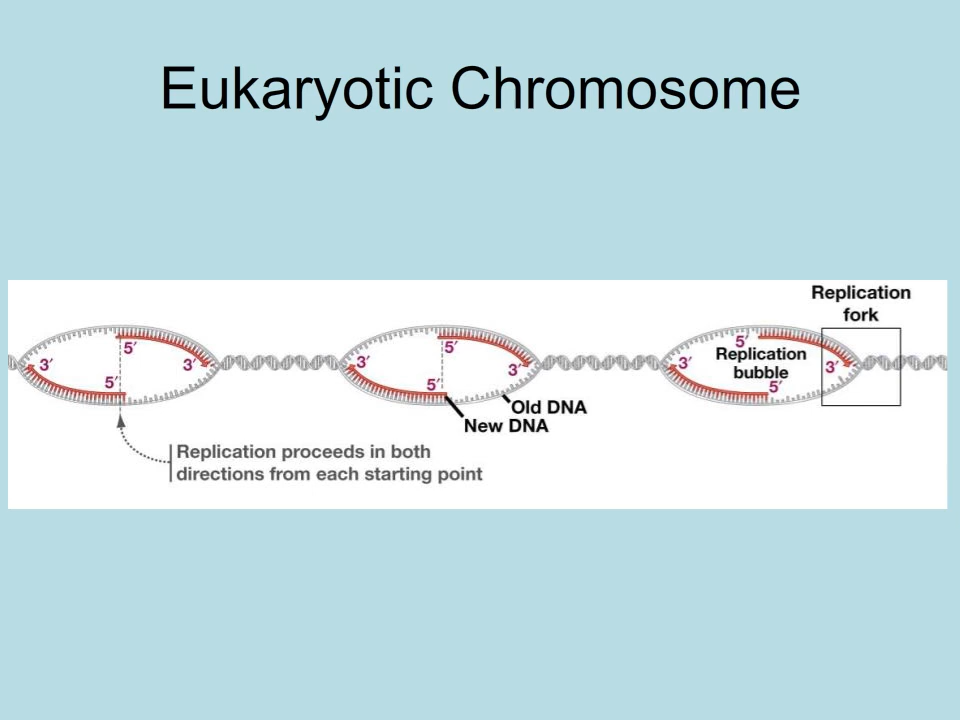 Eukaryotic Chromosome
Replication
fork
5′
3′
3′
5′
5′
3′
3′
5′
5′
Replication
bubble
3′
3′
5′
Old DNA
New DNA
Replication proceeds in both
directions from each starting point